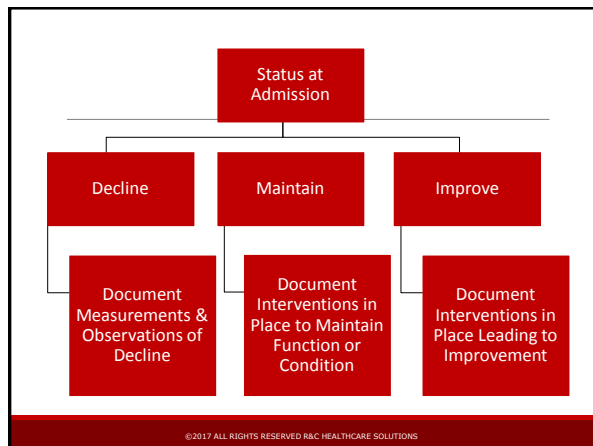 Status at
Admission
Decline
Maintain
Improve
Document
Measurements &
Observations of
Decline
Document
Interventions in
Place to Maintain
Function or
Condition
Document
Interventions in
Place Leading to
Improvement
©2017 ALL RIGHTS RESERVED R&C HEALTHCARE SOLUTIONS